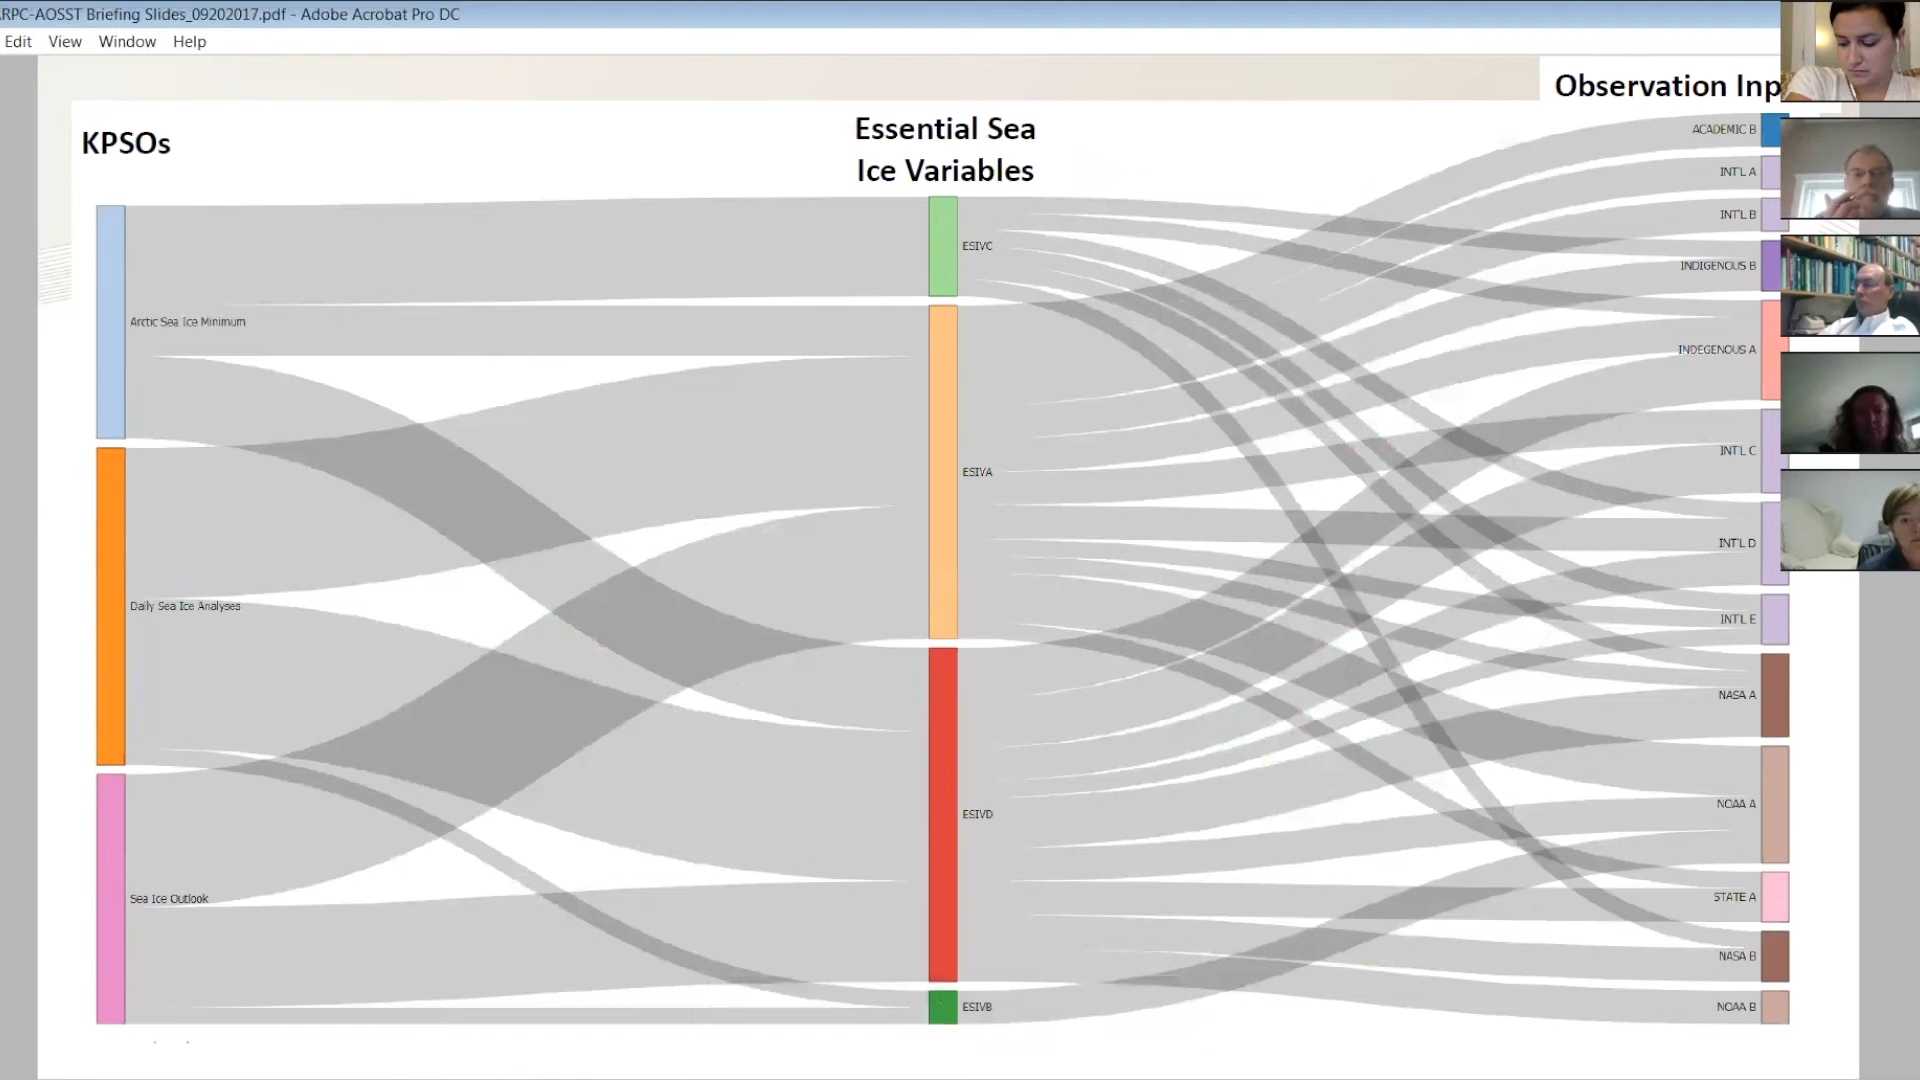 RPC-AOSST Briefing Slides_09202017.pdf - Adobe Acrobat Pro DC
Edit View Window Help
Observation Inp
KPSOs
Essential Sea
Ice Variables
Arctic Sea Ice Minimum
Daily Sea Ice Analyses
Sea Ice Outlook
ESIVC
ESIVA
ESIVD
ESIVB
ACADEMIC B
INT'L A
INT'L B
INDIGENOUS B
INDEGENOUS A
INT'L C
INT'L D
INT'L E
NASA A
NOAA A
STATE A
NASA B
NOAA B